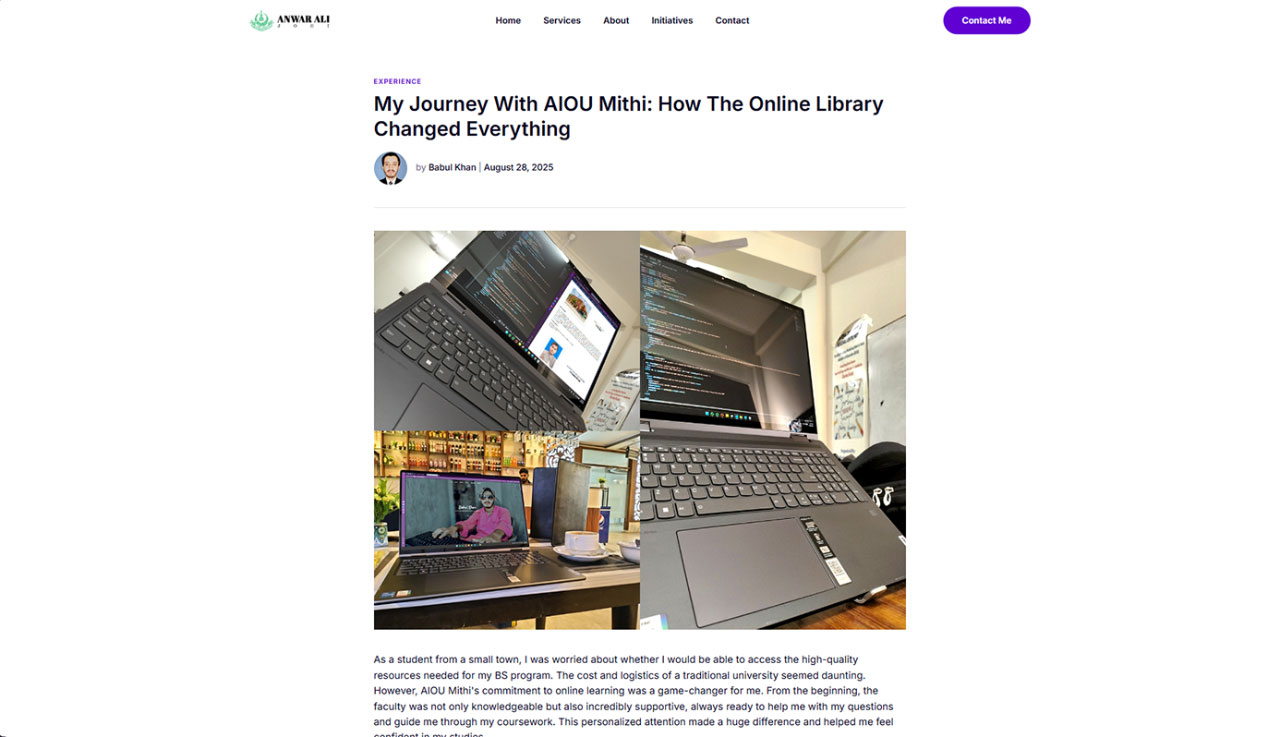 ANWAR ALI
Home Services About Initiatives Contact
Contact Me
EXPERIENCE
My Journey With AIOU Mithi: How The Online Library
Changed Everything
by Babul Khan | August 28, 2025
As a student from a small town, I was worried about whether I would be able to access the high-quality
resources needed for my BS program. The cost and logistics of a traditional university seemed daunting.
However, AIOU Mithi's commitment to online learning was a game-changer for me. From the beginning, the
faculty was not only knowledgeable but also incredibly supportive, always ready to help me with my questions
and guide me through my coursework. This personalized attention made a huge difference and helped me feel
confident in my studies.